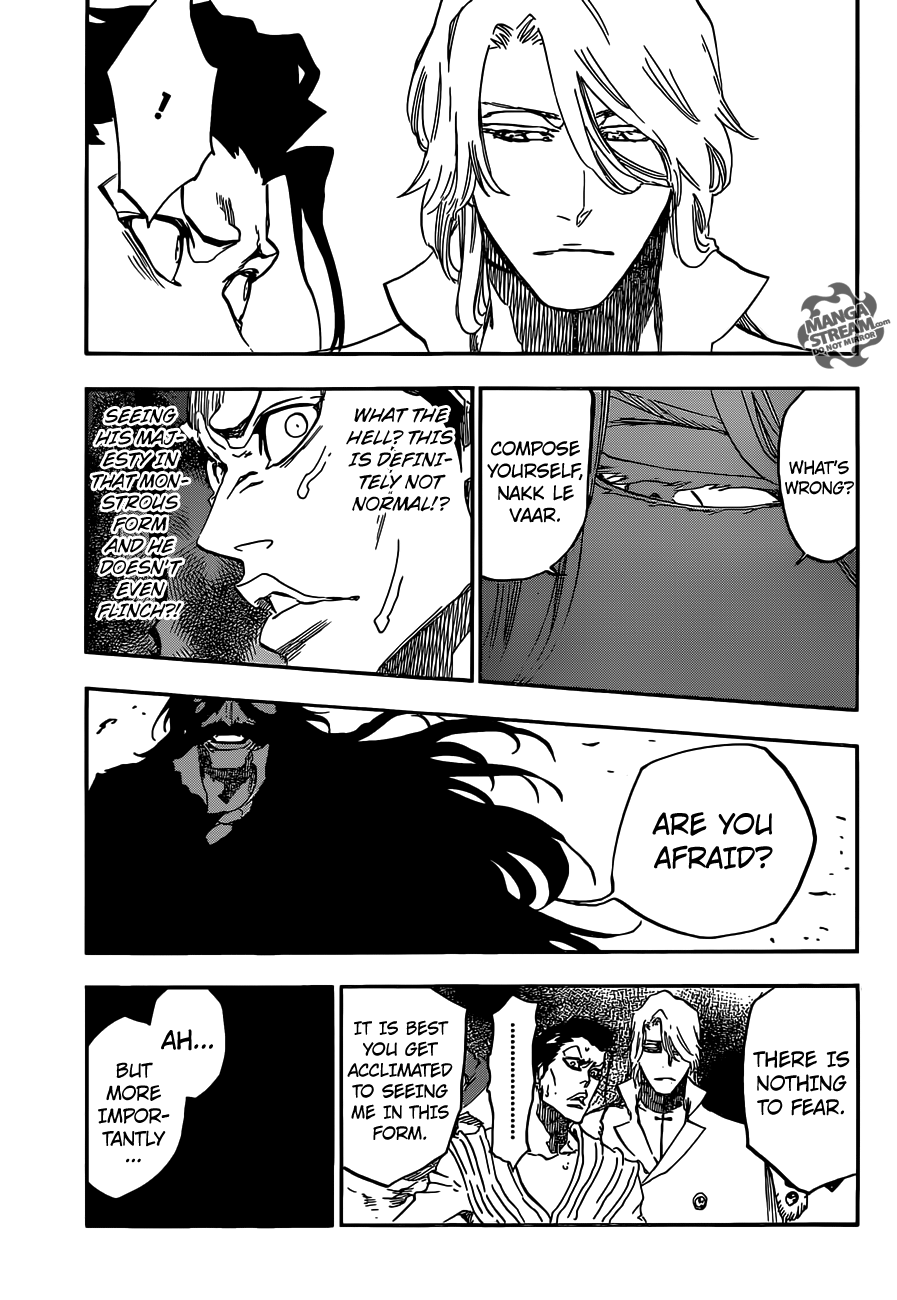 !
MANGA
STREAM.com
DO NOT MIRROR
WHAT'S
WRONG?
COMPOSE
YOURSELF,
NAKK LE
VAAR.
WHAT THE
HELL? THIS
IS DEFINI-
TELY NOT
NORMAL!?
SEEING
HIS MAJ-
ESTY IN
THAT MON-
STROUS
FORM
AND HE
DOESN'T
EVEN
FLINCH?!
ARE YOU
AFRAID?
THERE IS
NOTHING
TO FEAR.
..........
IT IS BEST
YOU GET
ACCLIMATED
TO SEEING
ME IN THIS
FORM.
AH...
BUT
MORE
IMPOR-
TANTLY
...